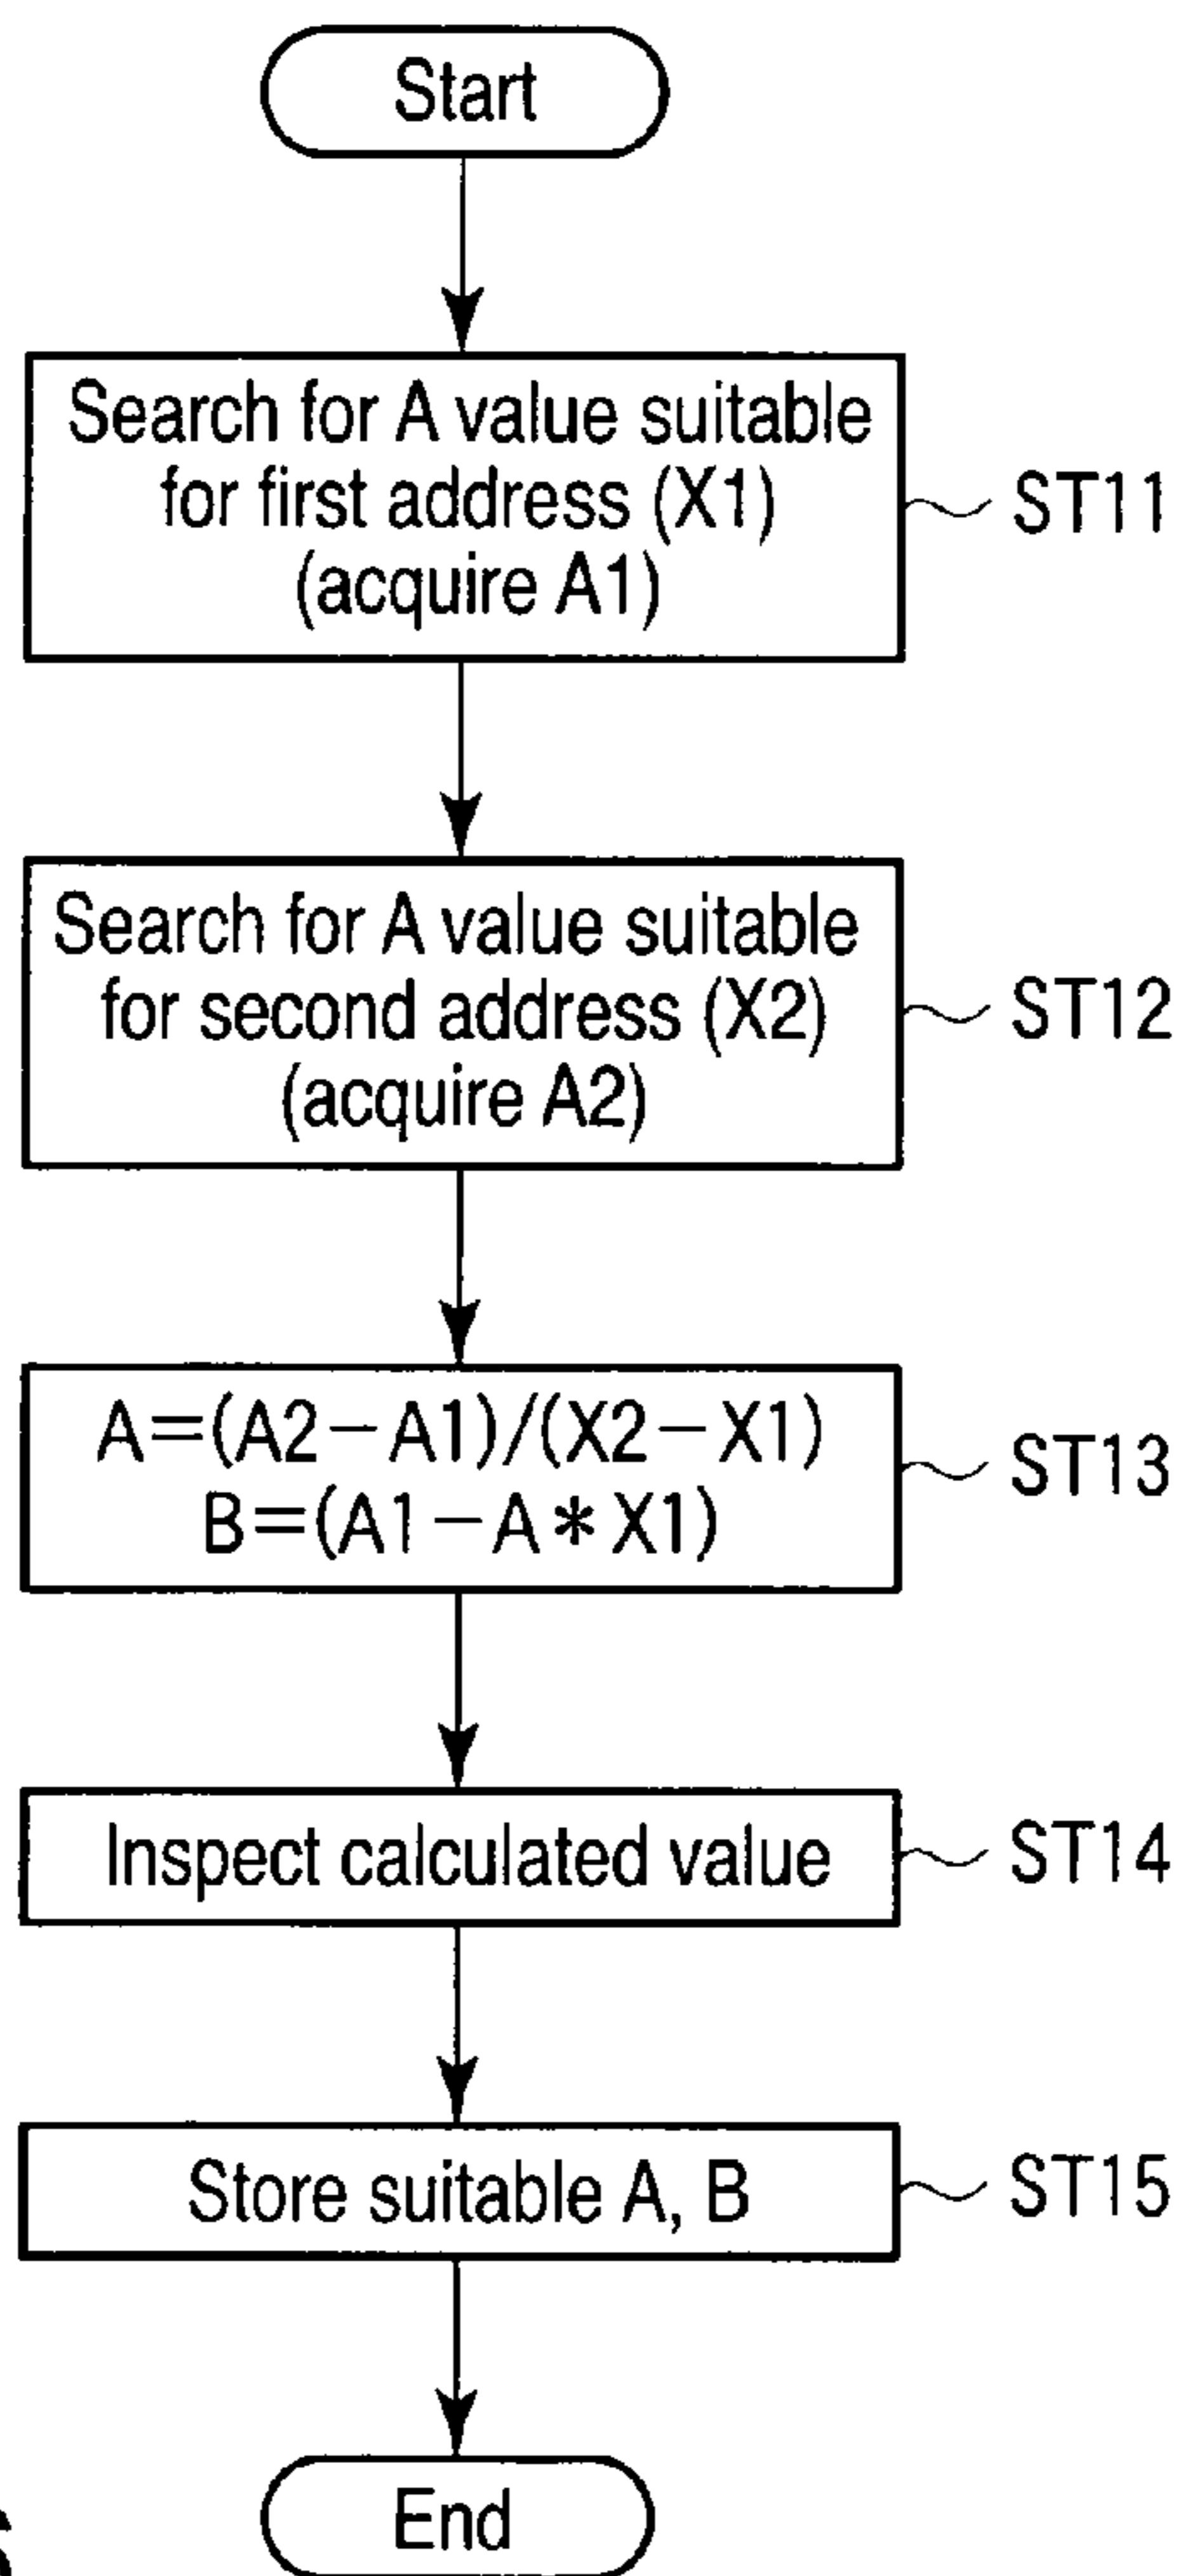 Start
Search for A value suitable
for first address (X1)
(acquire A1)
ST11
Search for A value suitable
for second address (X2)
(acquire A2)
ST12
A=(A2-A1)/(X2-X1)
B=(A1-A*X1)
ST13
Inspect calculated value
ST14
Store suitable A, B
ST15
End